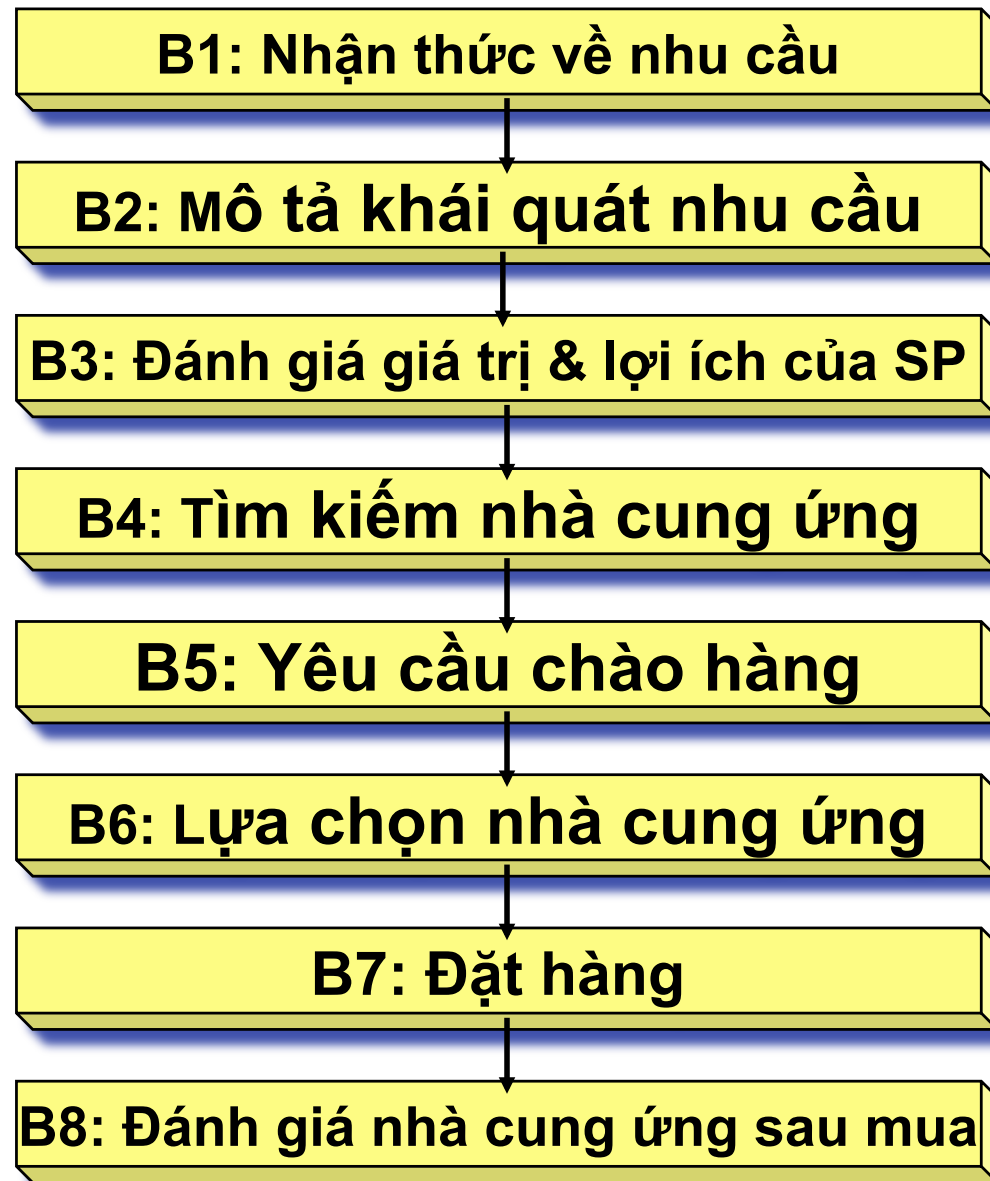 B1: Nhận thức về nhu cầu
B2: Mô tả khái quát nhu cầu
B3: Đánh giá giá trị & lợi ích của SP
B4: Tìm kiếm nhà cung ứng
B5: Yêu cầu chào hàng
B6: Lựa chọn nhà cung ứng
B7: Đặt hàng
B8: Đánh giá nhà cung ứng sau mua